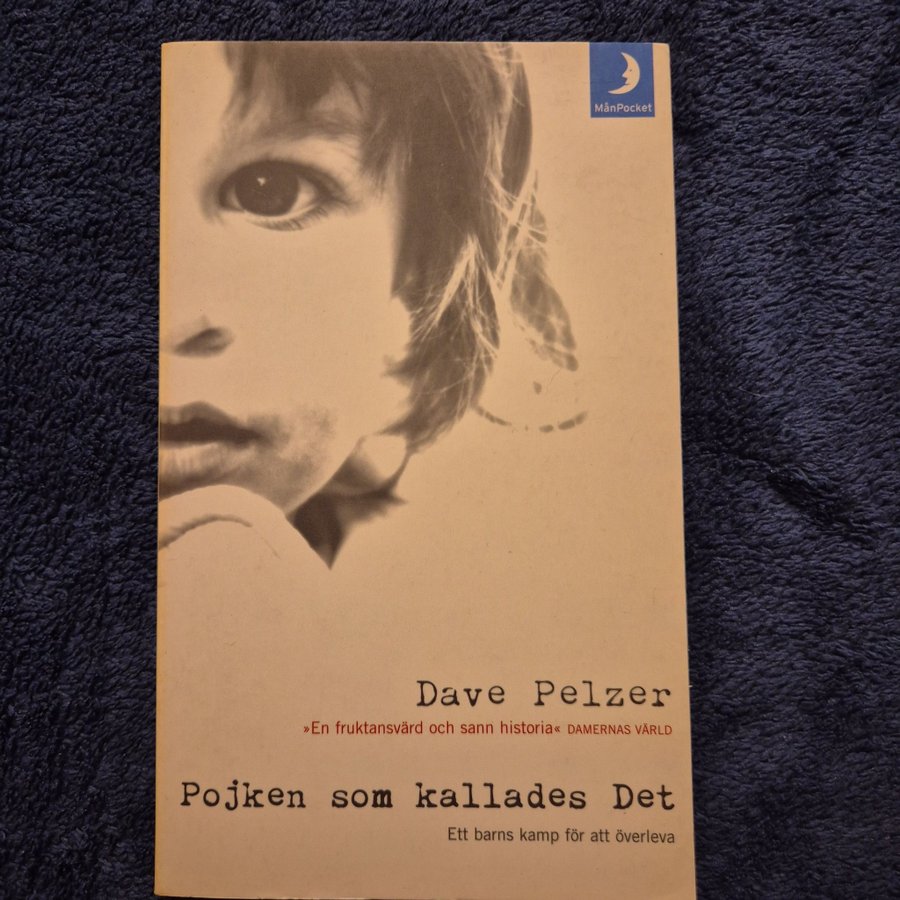 MånPocket
Dave Pelzer
»En fruktansvärd och sann historia« DAMERNAS VÄRLD
Pojken som kallades Det
Ett barns kamp för att överleva